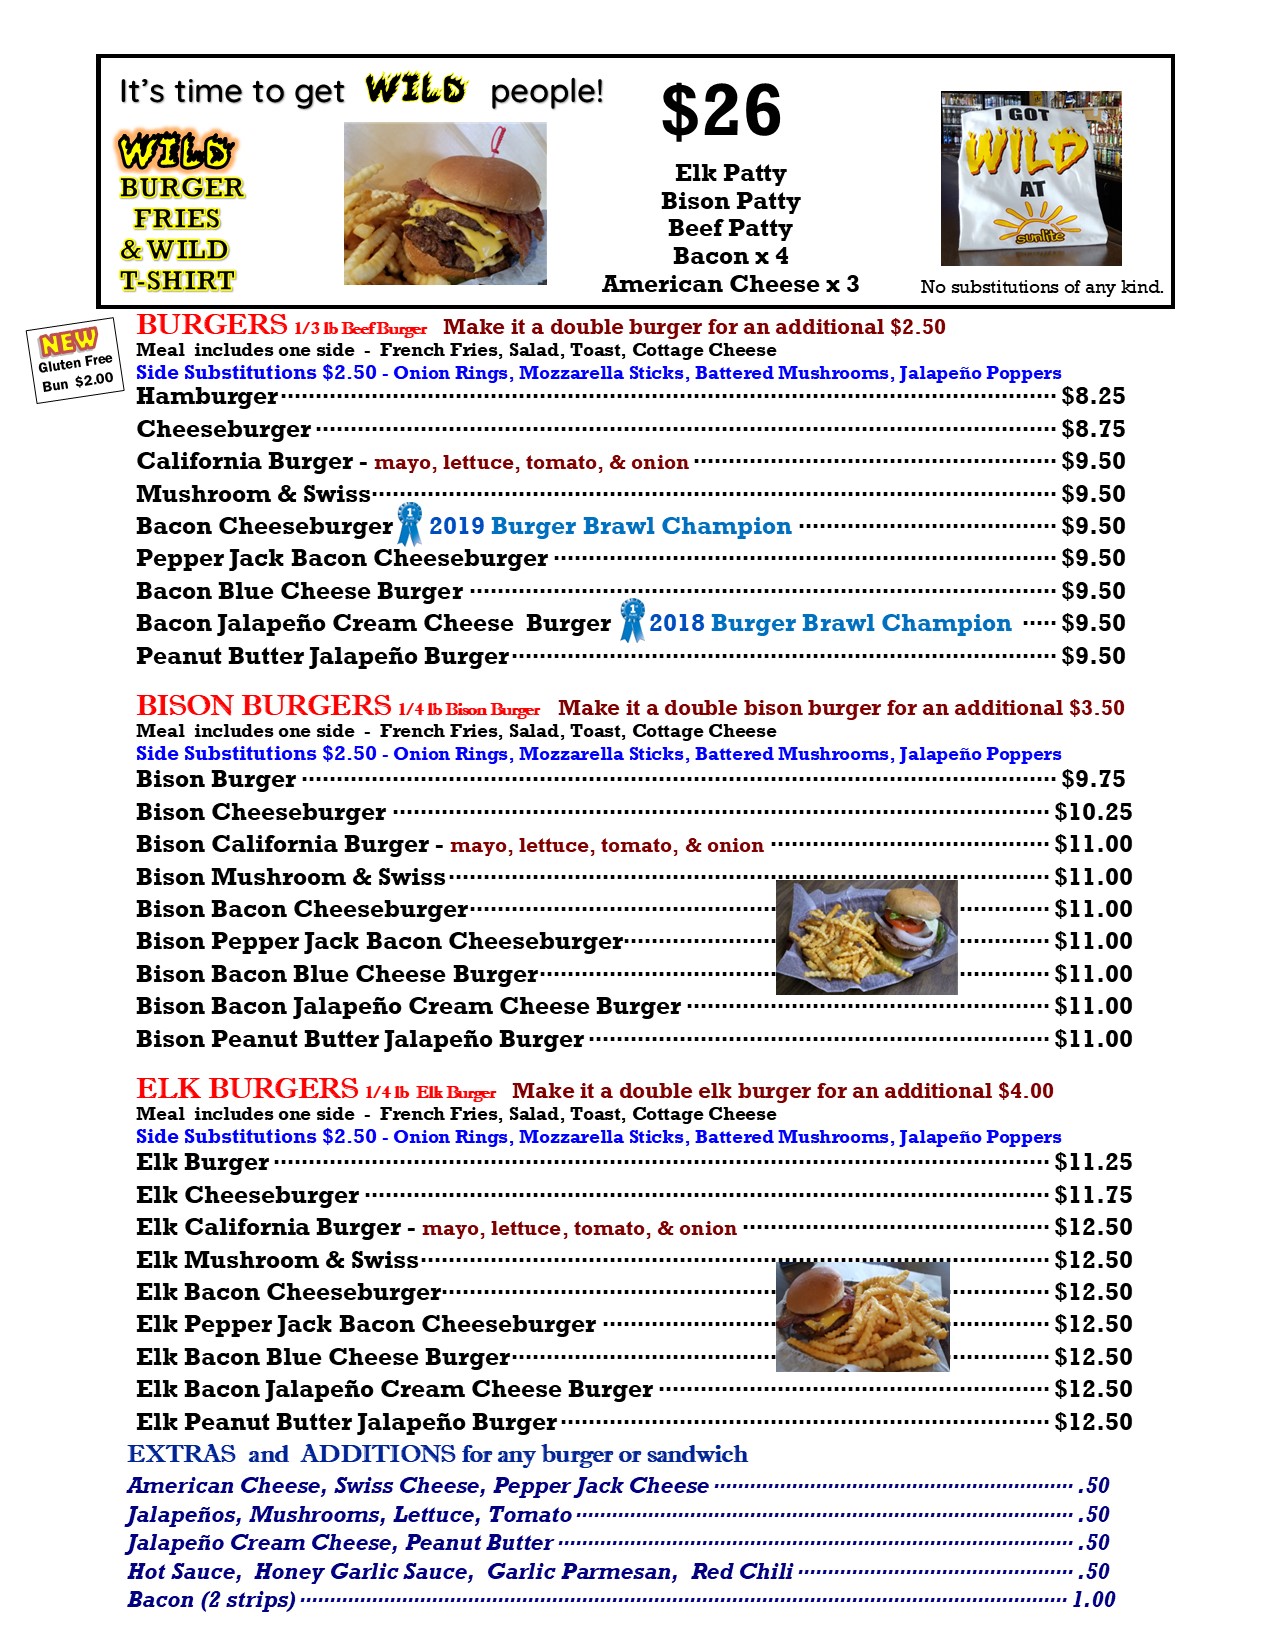 It's time to get WILD people!
WILD
BURGER
FRIES
& WILD
T-SHIRT
$26
Elk Patty
Bison Patty
Beef Patty
Bacon x 4
American Cheese x 3
I GOT
WILD
AT
sunlite
No substitutions of any kind.
NEW
Gluten Free
Bun $2.00
BURGERS 1/3 lb Beef Burger Make it a double burger for an additional $2.50
Meal includes one side - French Fries, Salad, Toast, Cottage Cheese
Side Substitutions $2.50 - Onion Rings, Mozzarella Sticks, Battered Mushrooms, Jalapeño Poppers
Hamburger $8.25
Cheeseburger $8.75
California Burger - mayo, lettuce, tomato, & onion $9.50
Mushroom & Swiss $9.50
Bacon Cheeseburger 1 2019 Burger Brawl Champion $9.50
Pepper Jack Bacon Cheeseburger $9.50
Bacon Blue Cheese Burger $9.50
Bacon Jalapeño Cream Cheese Burger 1 2018 Burger Brawl Champion $9.50
Peanut Butter Jalapeño Burger $9.50
BISON BURGERS 1/4 lb Bison Burger Make it a double bison burger for an additional $3.50
Meal includes one side - French Fries, Salad, Toast, Cottage Cheese
Side Substitutions $2.50 - Onion Rings, Mozzarella Sticks, Battered Mushrooms, Jalapeño Poppers
Bison Burger $9.75
Bison Cheeseburger $10.25
Bison California Burger - mayo, lettuce, tomato, & onion $11.00
Bison Mushroom & Swiss $11.00
Bison Bacon Cheeseburger $11.00
Bison Pepper Jack Bacon Cheeseburger $11.00
Bison Bacon Blue Cheese Burger $11.00
Bison Bacon Jalapeño Cream Cheese Burger $11.00
Bison Peanut Butter Jalapeño Burger $11.00
ELK BURGERS 1/4 lb Elk Burger Make it a double elk burger for an additional $4.00
Meal includes one side - French Fries, Salad, Toast, Cottage Cheese
Side Substitutions $2.50 - Onion Rings, Mozzarella Sticks, Battered Mushrooms, Jalapeño Poppers
Elk Burger $11.25
Elk Cheeseburger $11.75
Elk California Burger - mayo, lettuce, tomato, & onion $12.50
Elk Mushroom & Swiss $12.50
Elk Bacon Cheeseburger $12.50
Elk Pepper Jack Bacon Cheeseburger $12.50
Elk Bacon Blue Cheese Burger $12.50
Elk Bacon Jalapeño Cream Cheese Burger $12.50
Elk Peanut Butter Jalapeño Burger $12.50
EXTRAS and ADDITIONS for any burger or sandwich
American Cheese, Swiss Cheese, Pepper Jack Cheese .50
Jalapeños, Mushrooms, Lettuce, Tomato .50
Jalapeño Cream Cheese, Peanut Butter .50
Hot Sauce, Honey Garlic Sauce, Garlic Parmesan, Red Chili .50
Bacon (2 strips) 1.00